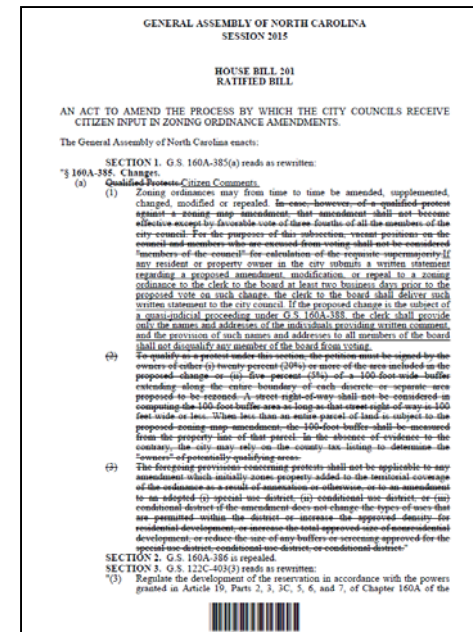 GENERAL ASSEMBLY OF NORTH CAROLINA
SESSION 2015
HOUSE BILL 201
RATIFIED BILL
AN ACT TO AMEND THE PROCESS BY WHICH THE CITY COUNCILS RECEIVE
CITIZEN INPUT IN ZONING ORDINANCE AMENDMENTS.
The General Assembly of North Carolina enacts:
SECTION 1. G.S. 160A-385(a) reads as rewritten:
"§ 160A-385. Changes.
(a) Qualified Protests Citizen Comments.
(1) Zoning ordinances may from time to time be amended, supplemented,
changed, modified or repealed. In case, however, of a qualified protest
against a zoning map amendment, that amendment shall not become
effective except by favorable vote of three fourths of all the members of the
city council. For the purposes of this subsection, vacant positions on the
council and members who are excused from voting shall not be considered
"members of the council" for calculation of the requisite supermajority. If
any resident or property owner in the city submits a written statement
regarding a proposed amendment, modification, or repeal to a zoning
ordinance to the clerk to the board at least two business days prior to the
proposed vote on such change, the clerk to the board shall deliver such
written statement to the city council. If the proposed change is the subject of
a quasi-judicial proceeding under G.S. 160A-388, the clerk shall provide
only the names and addresses of the individuals providing written comment,
and the provision of such names and addresses to all members of the board
shall not disqualify any member of the board from voting.
(2) To qualify as a protest under this section, the petition must be signed by the
owners of either (i) twenty percent (20%) or more of the area included in the
proposed change or (ii) five percent (5%) of a 100-foot-wide buffer
extending along the entire boundary of each discrete or separate area
proposed to be rezoned. A street right-of-way shall not be considered in
computing the 100-foot buffer area as long as that street right-of-way is 100
feet wide or less. When less than an entire parcel of land is subject to the
proposed zoning map amendment, the 100-foot buffer shall be measured
from the property line of that parcel. In the absence of evidence to the
contrary, the city may rely on the county tax listing to determine the
"owners" of potentially qualifying areas.
(3) The foregoing provisions concerning protests shall not be applicable to any
amendment which initially zones property added to the territorial coverage
of the ordinance as a result of annexation or otherwise, or to an amendment
to an adopted (i) special use district, (ii) conditional use district, or (iii)
conditional district if the amendment does not change the types of uses that
are permitted within the district or increase the approved density for
residential development, or increase the total approved size of nonresidential
development, or reduce the size of any buffers or screening approved for the
special use district, conditional use district, or conditional district."
SECTION 2. G.S. 160A-386 is repealed.
SECTION 3. G.S. 122C-403(3) reads as rewritten:
"(3) Regulate the development of the reservation in accordance with the powers
granted in Article 19, Parts 2, 3, 3C, 5, 6, and 7, of Chapter 160A of the